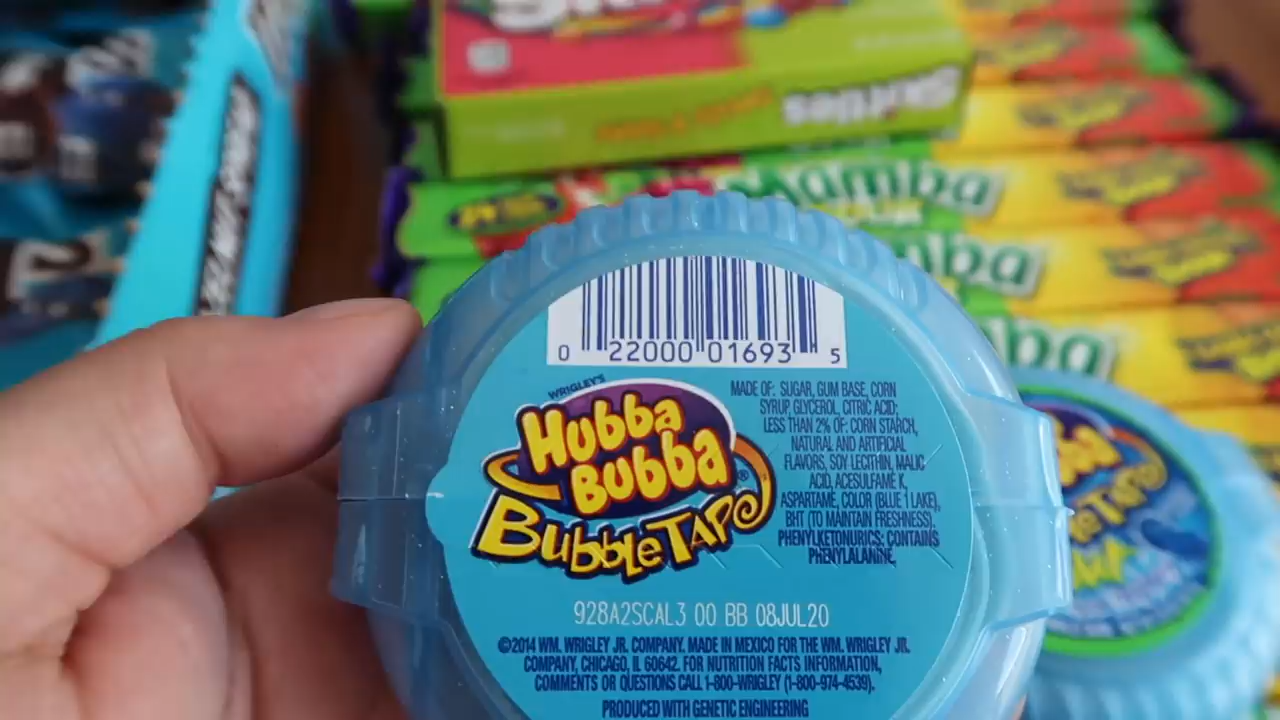 Skittles
hamba
mba
ba
0 22000 01693 5
WRIGLEY'S
Hubba
Bubba®
BubbleTAPE
MADE OF: SUGAR, GUM BASE, CORN
SYRUP, GLYCEROL, CITRIC ACID;
LESS THAN 2% OF: CORN STARCH,
NATURAL AND ARTIFICIAL
FLAVORS, SOY LECITHIN, MALIC
ACID, ACESULFAME K,
ASPARTAME, COLOR (BLUE 1 LAKE),
BHT (TO MAINTAIN FRESHNESS).
PHENYLKETONURICS: CONTAINS
PHENYLALANINE.
928A2SCAL3 00 BB 08JUL20
©2014 WM. WRIGLEY JR. COMPANY. MADE IN MEXICO FOR THE WM. WRIGLEY JR.
COMPANY, CHICAGO, IL 60642. FOR NUTRITION FACTS INFORMATION,
COMMENTS OR QUESTIONS CALL 1-800-WRIGLEY (1-800-974-4539).
PRODUCED WITH GENETIC ENGINEERING